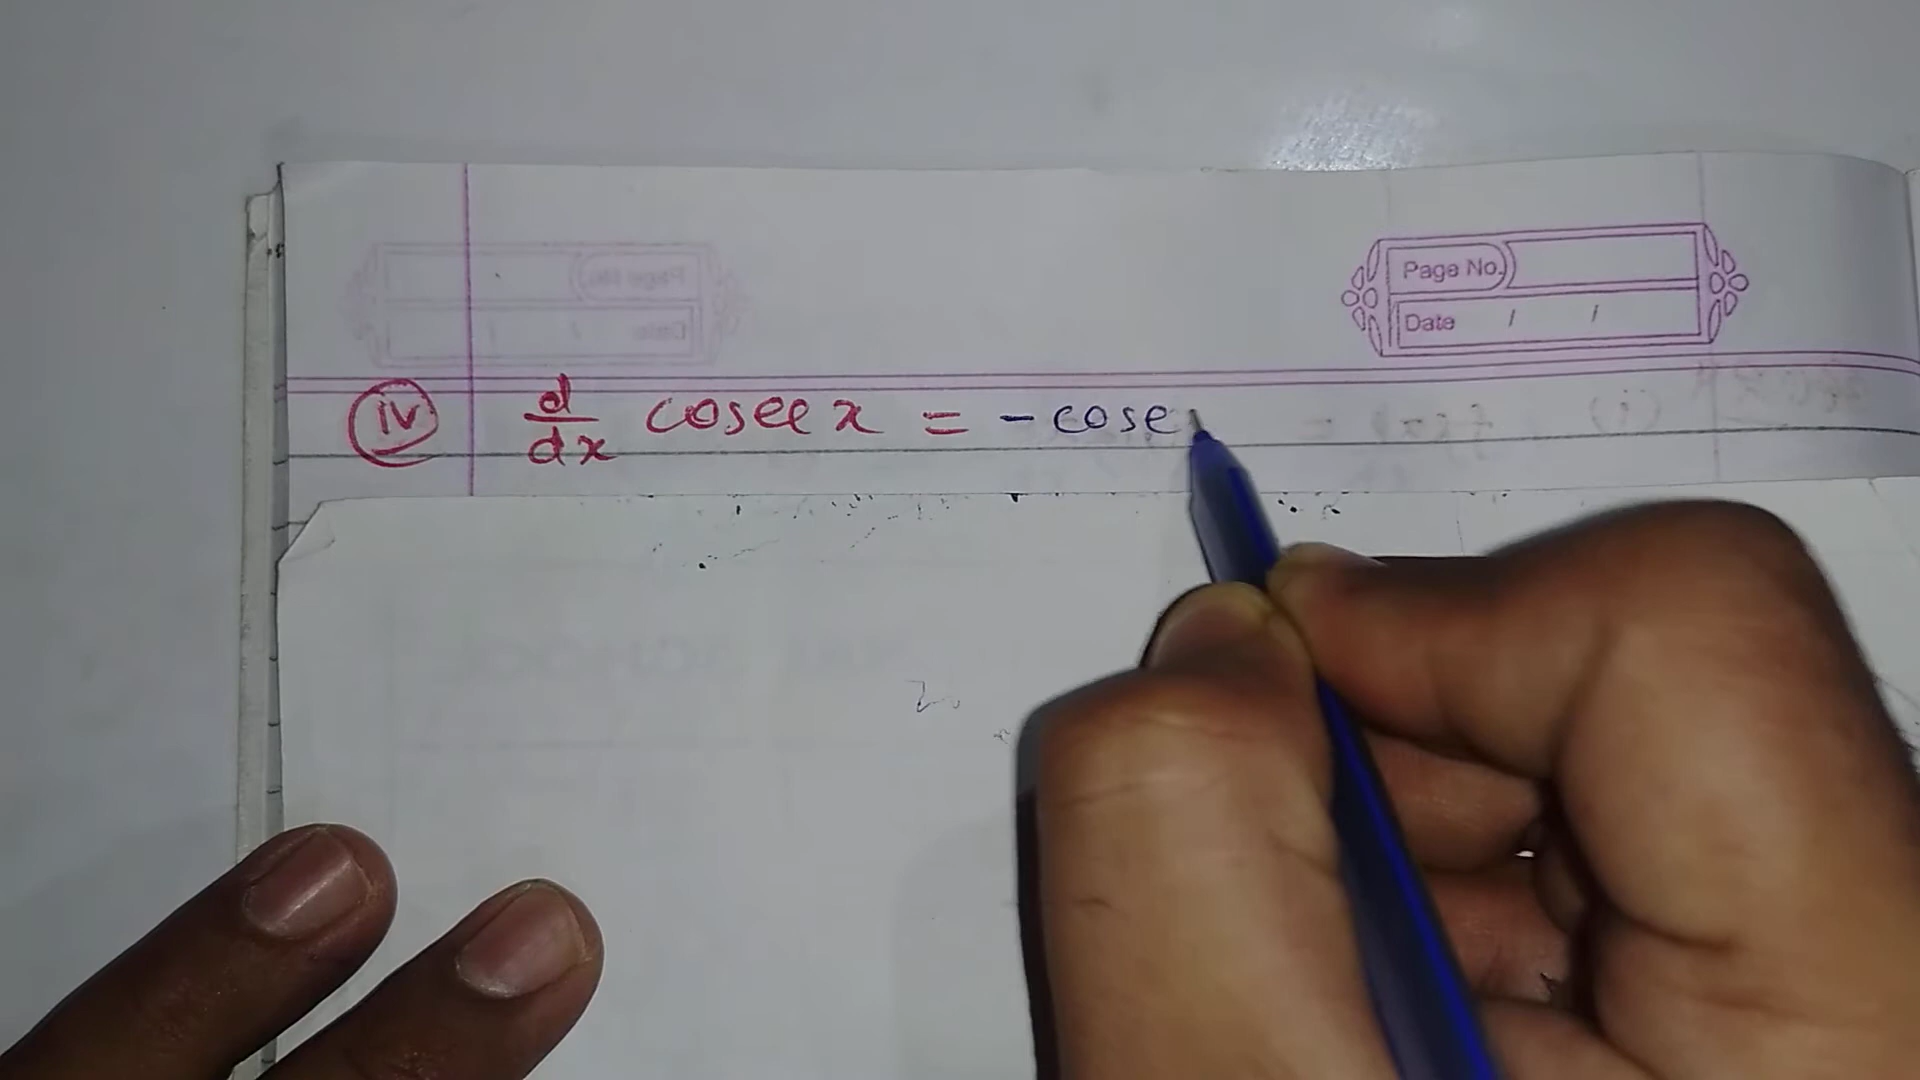 Page No.
Date / /
(iv) d/dx cosec x = - cose